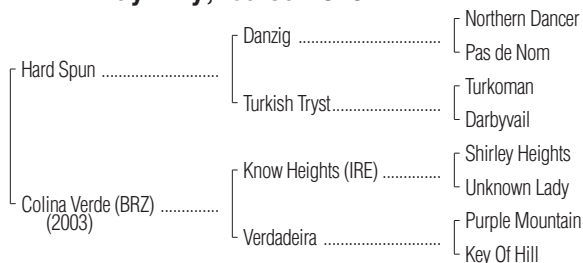 Northern Dancer
Danzig ................................
Pas de Nom
Hard Spun ..........................
Turkoman
Turkish Tryst........................
Darbyvail
Shirley Heights
Know Heights (IRE) ..............
Unknown Lady
Colina Verde (BRZ) .............
(2003)
Purple Mountain
Verdadeira ..........................
Key Of Hill